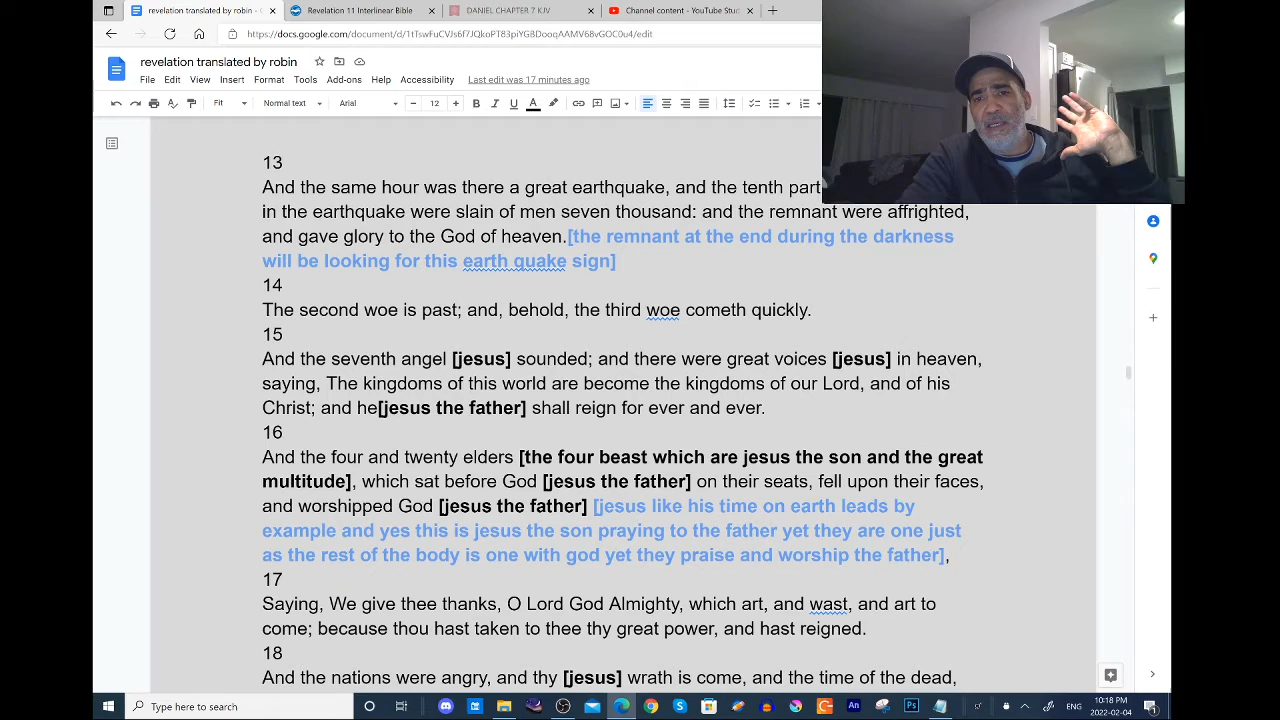 revelation translated by robin - G
Revelation 11 Interlinear Bible
DANIEL CHAPTER 7 KJV
Channel content - YouTube Stud
https://docs.google.com/document/d/1tTswFuCVJs6f7JQkoPT83piYGBDooqAAMV68vGOC0u4/edit
revelation translated by robin
File Edit View Insert Format Tools Add-ons Help Accessibility Last edit was 17 minutes ago
Fit Normal text Arial 12
13
And the same hour was there a great earthquake, and the tenth part
in the earthquake were slain of men seven thousand: and the remnant were affrighted,
and gave glory to the God of heaven.[the remnant at the end during the darkness
will be looking for this earth quake sign]
14
The second woe is past; and, behold, the third woe cometh quickly.
15
And the seventh angel [jesus] sounded; and there were great voices [jesus] in heaven,
saying, The kingdoms of this world are become the kingdoms of our Lord, and of his
Christ; and he[jesus the father] shall reign for ever and ever.
16
And the four and twenty elders [the four beast which are jesus the son and the great
multitude], which sat before God [jesus the father] on their seats, fell upon their faces,
and worshipped God [jesus the father] [jesus like his time on earth leads by
example and yes this is jesus the son praying to the father yet they are one just
as the rest of the body is one with god yet they praise and worship the father],
17
Saying, We give thee thanks, O Lord God Almighty, which art, and wast, and art to
come; because thou hast taken to thee thy great power, and hast reigned.
18
And the nations were angry, and thy [jesus] wrath is come, and the time of the dead,
Type here to search
ENG
10:18 PM
2022-02-04